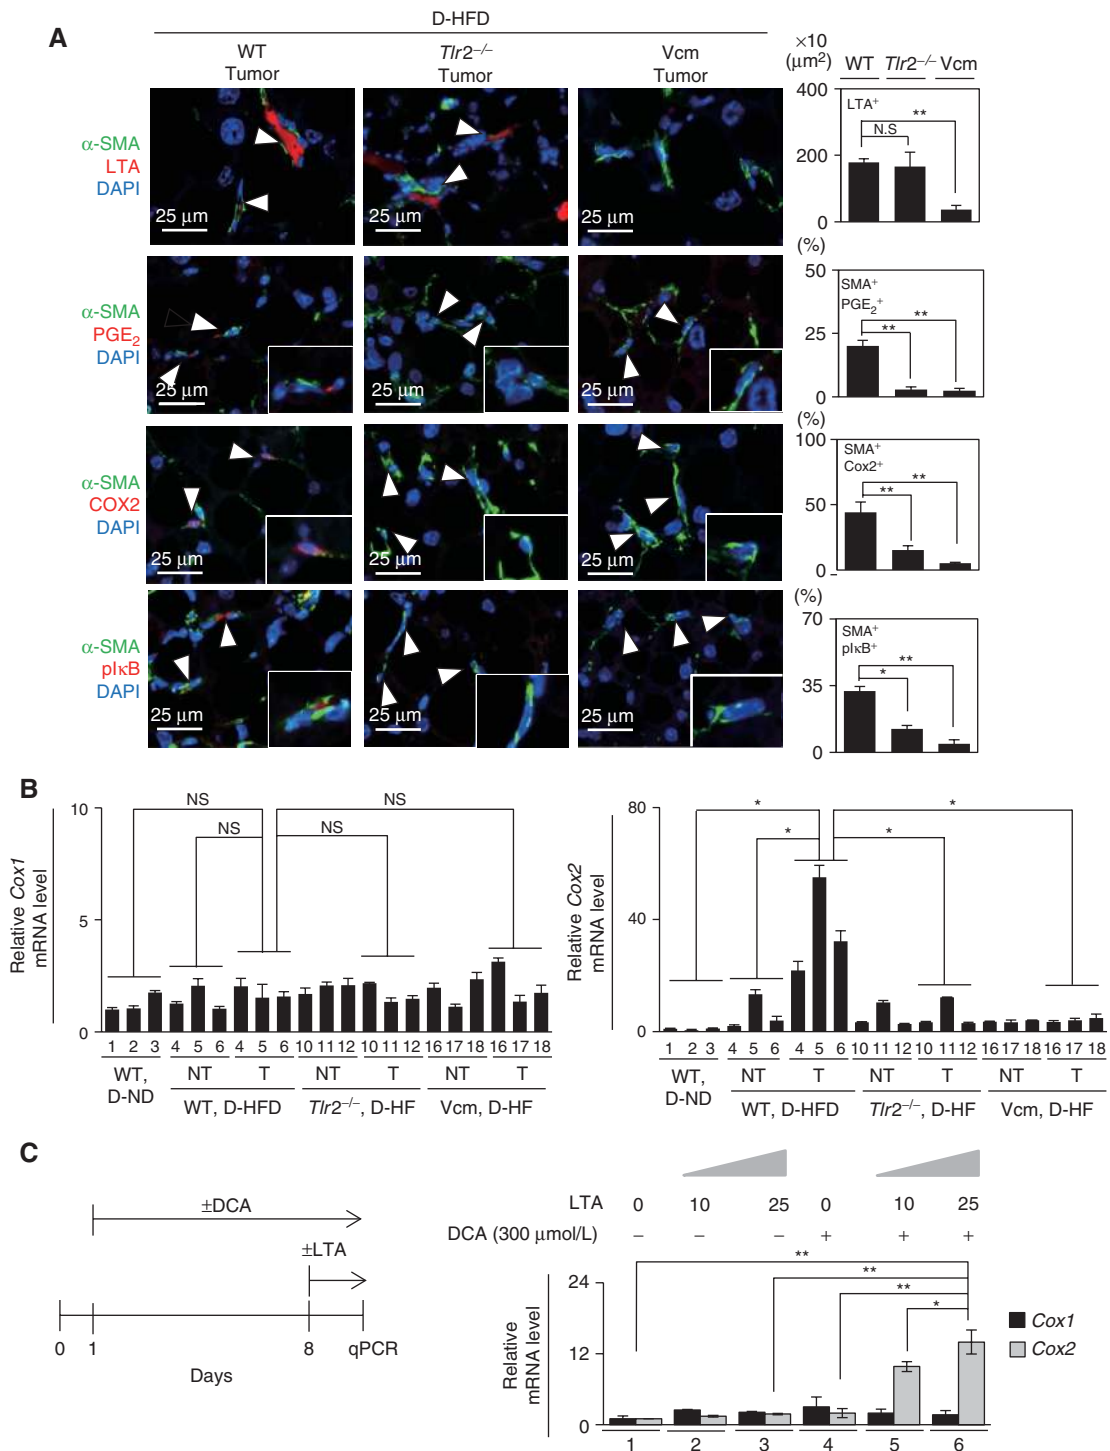 A
D-HFD
WT
Tumor
Tlr2–/–
Tumor
Vcm
Tumor
×10
(μm2)
WT Tlr2–/– Vcm
α-SMA
LTA
DAPI
25 μm
25 μm
25 μm
400
200
0
LTA+
**
N.S
α-SMA
PGE2
DAPI
25 μm
25 μm
25 μm
(%)
50
25
0
SMA+
PGE2+
**
**
α-SMA
COX2
DAPI
25 μm
25 μm
25 μm
(%)
100
50
0
SMA+
Cox2+
**
**
α-SMA
pIκB
DAPI
25 μm
25 μm
25 μm
(%)
70
35
0
SMA+
pIκB+
**
*
B
Relative Cox1
mRNA level
10
5
0
NS NS
NS NS
1 2 3 4 5 6 4 5 6 10 11 12 10 11 12 16 17 18 16 17 18
WT,
D-ND
NT T NT T NT T
WT, D-HFD Tlr2–/–, D-HF Vcm, D-HF
Relative Cox2
mRNA level
80
40
0
* *
* *
1 2 3 4 5 6 4 5 6 10 11 12 10 11 12 16 17 18 16 17 18
WT,
D-ND
NT T NT T NT T
WT, D-HFD Tlr2–/–, D-HF Vcm, D-HF
C
±DCA
±LTA
0 1 8 qPCR
Days
LTA 0 10 25 0 10 25
DCA (300 μmol/L) – – – + + +
Relative
mRNA level
24
12
0
**
**
**
*
Cox1
Cox2
1 2 3 4 5 6